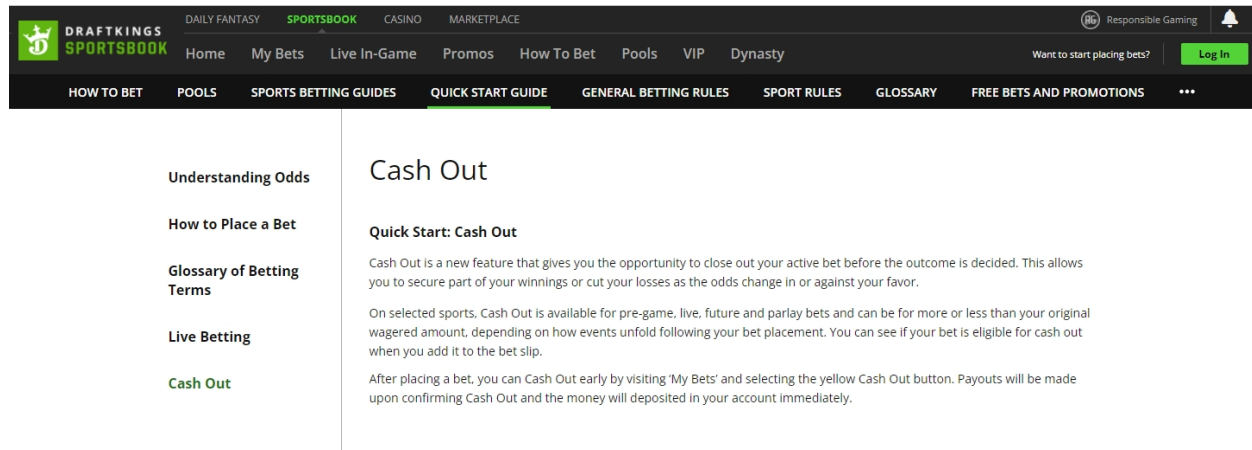 DRAFTKINGS
SPORTSBOOK
DAILY FANTASY SPORTSBOOK CASINO MARKETPLACE
RG Responsible Gaming
Home My Bets Live In-Game Promos How To Bet Pools VIP Dynasty
Want to start placing bets? Log In
HOW TO BET POOLS SPORTS BETTING GUIDES QUICK START GUIDE GENERAL BETTING RULES SPORT RULES GLOSSARY FREE BETS AND PROMOTIONS •••
Understanding Odds
How to Place a Bet
Glossary of Betting
Terms
Live Betting
Cash Out
Cash Out
Quick Start: Cash Out
Cash Out is a new feature that gives you the opportunity to close out your active bet before the outcome is decided. This allows
you to secure part of your winnings or cut your losses as the odds change in or against your favor.
On selected sports, Cash Out is available for pre-game, live, future and parlay bets and can be for more or less than your original
wagered amount, depending on how events unfold following your bet placement. You can see if your bet is eligible for cash out
when you add it to the bet slip.
After placing a bet, you can Cash Out early by visiting ‘My Bets’ and selecting the yellow Cash Out button. Payouts will be made
upon confirming Cash Out and the money will deposited in your account immediately.